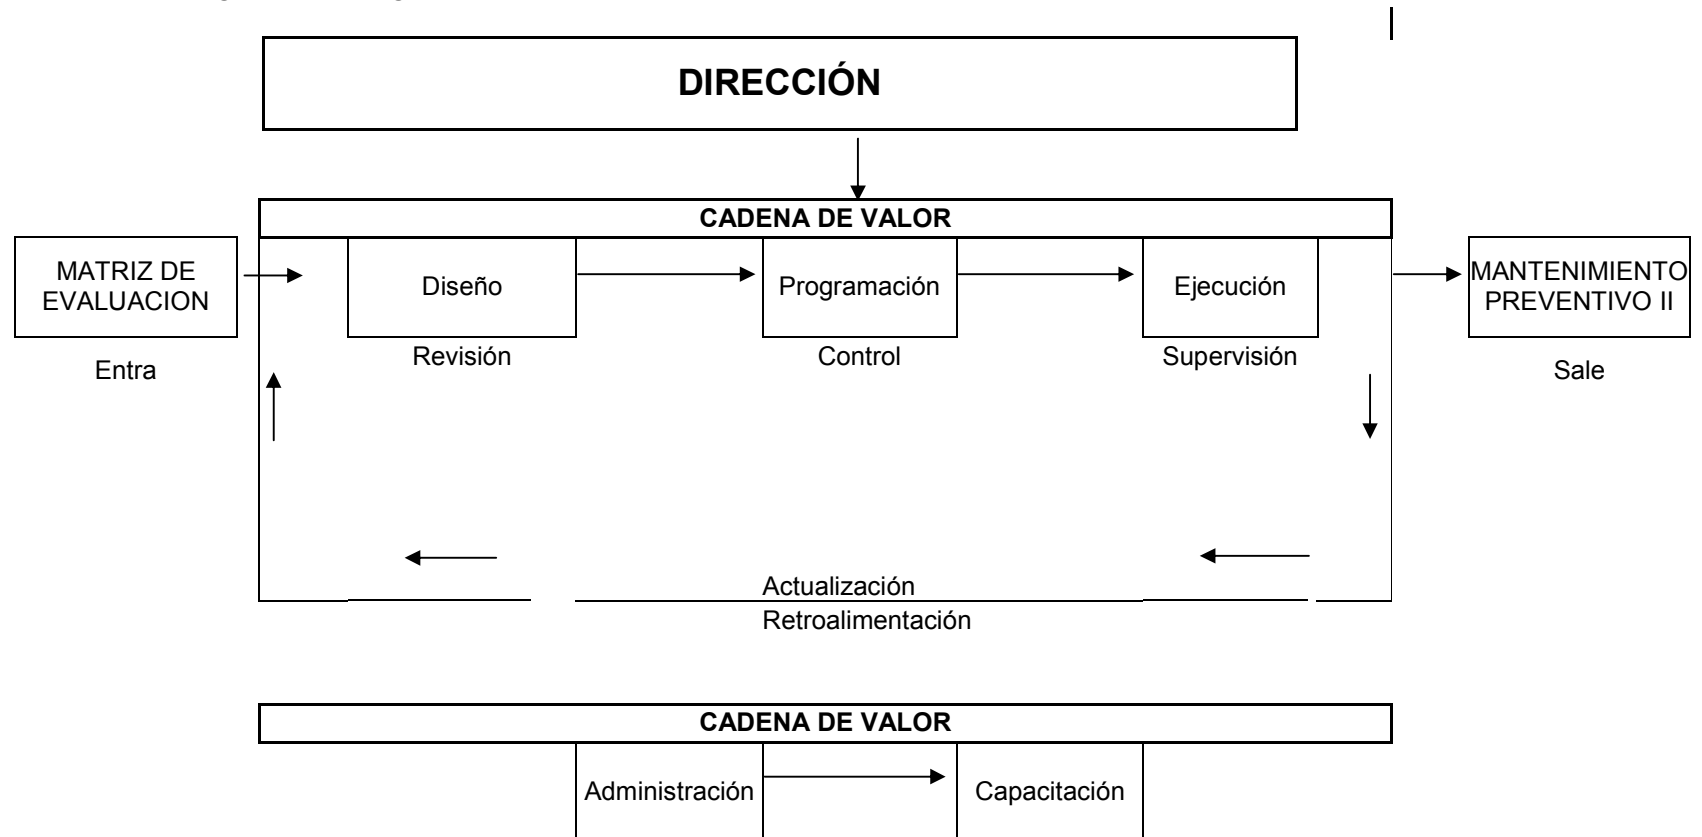 DIRECCIÓN
CADENA DE VALOR
MATRIZ DE
EVALUACION
Diseño
Programación
Ejecución
MANTENIMIENTO
PREVENTIVO II
Entra
Revisión
Control
Supervisión
Sale
Actualización
Retroalimentación
CADENA DE VALOR
Administración
Capacitación